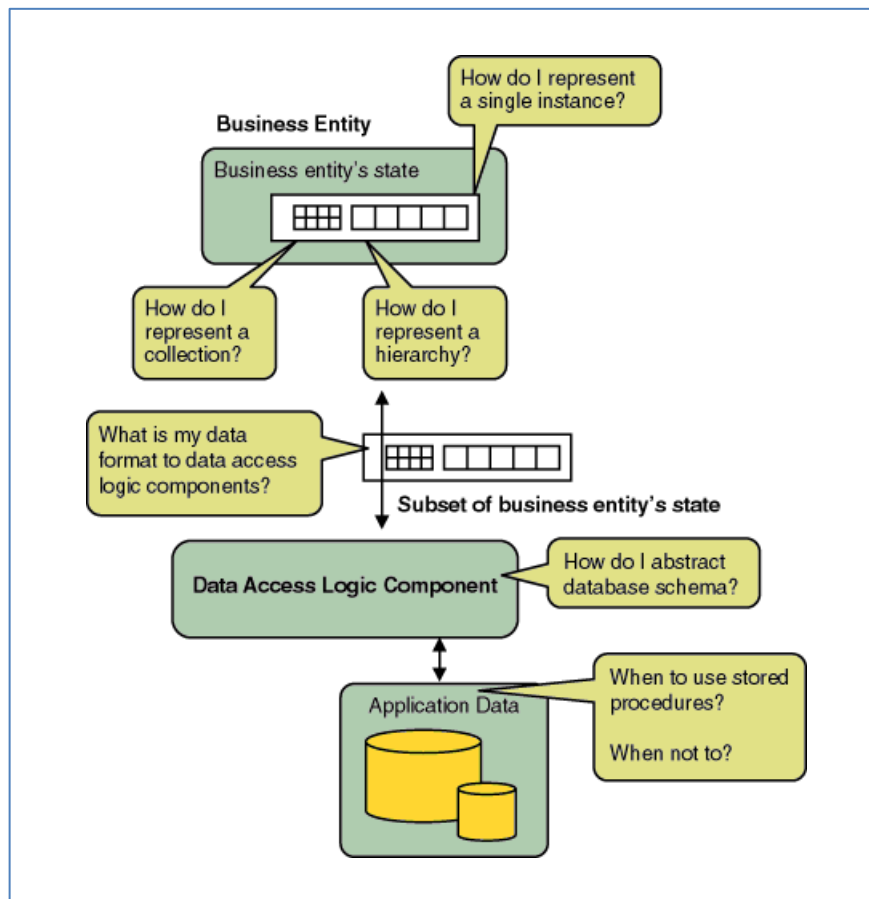 How do I represent
a single instance?
Business Entity
Business entity's state
How do I
represent a
collection?
How do I
represent a
hierarchy?
What is my data
format to data access
logic components?
Subset of business entity's state
Data Access Logic Component
How do I abstract
database schema?
Application Data
When to use stored
procedures?
When not to?